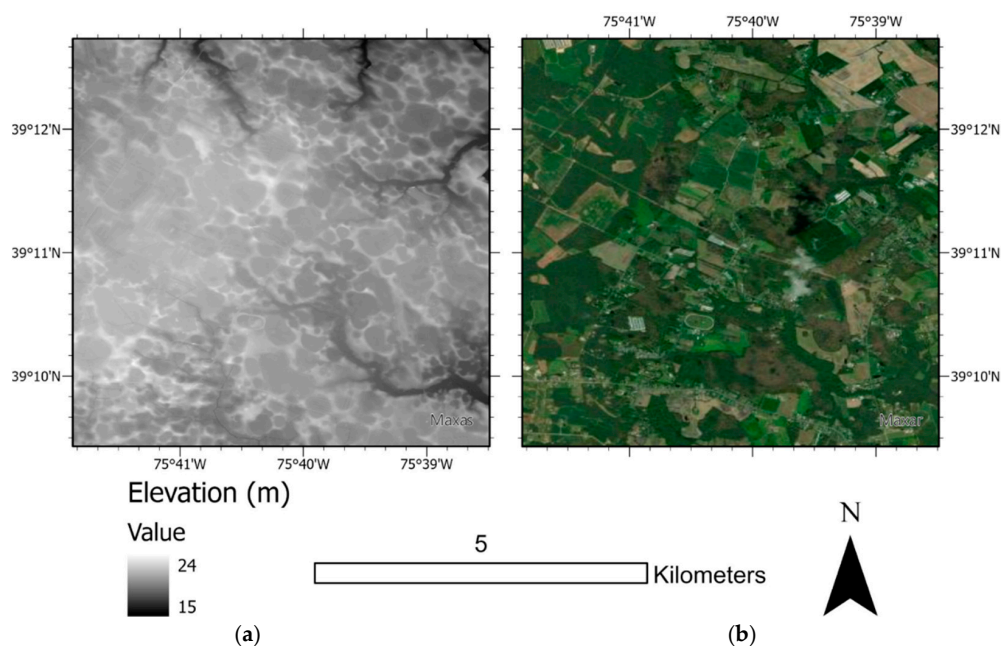 75°41'W 75°40'W 75°39'W
39°12'N 39°12'N
39°11'N 39°11'N
39°10'N 39°10'N
Maxas Maxar
75°41'W 75°40'W 75°39'W 75°41'W 75°40'W 75°39'W
Elevation (m)
Value
24
15
5
Kilometers
N
(a) (b)